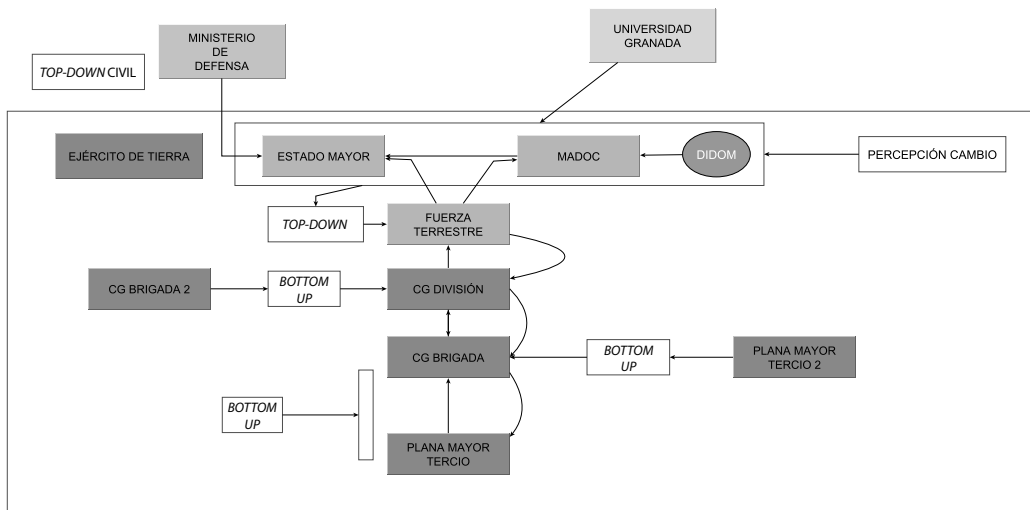 MINISTERIO
DE
DEFENSA
UNIVERSIDAD
GRANADA
TOP-DOWN CIVIL
EJÉRCITO DE TIERRA
ESTADO MAYOR
MADOC
DIDOM
PERCEPCIÓN CAMBIO
TOP-DOWN
FUERZA
TERRESTRE
CG BRIGADA 2
BOTTOM
UP
CG DIVISIÓN
CG BRIGADA
BOTTOM
UP
PLANA MAYOR
TERCIO 2
BOTTOM
UP
PLANA MAYOR
TERCIO